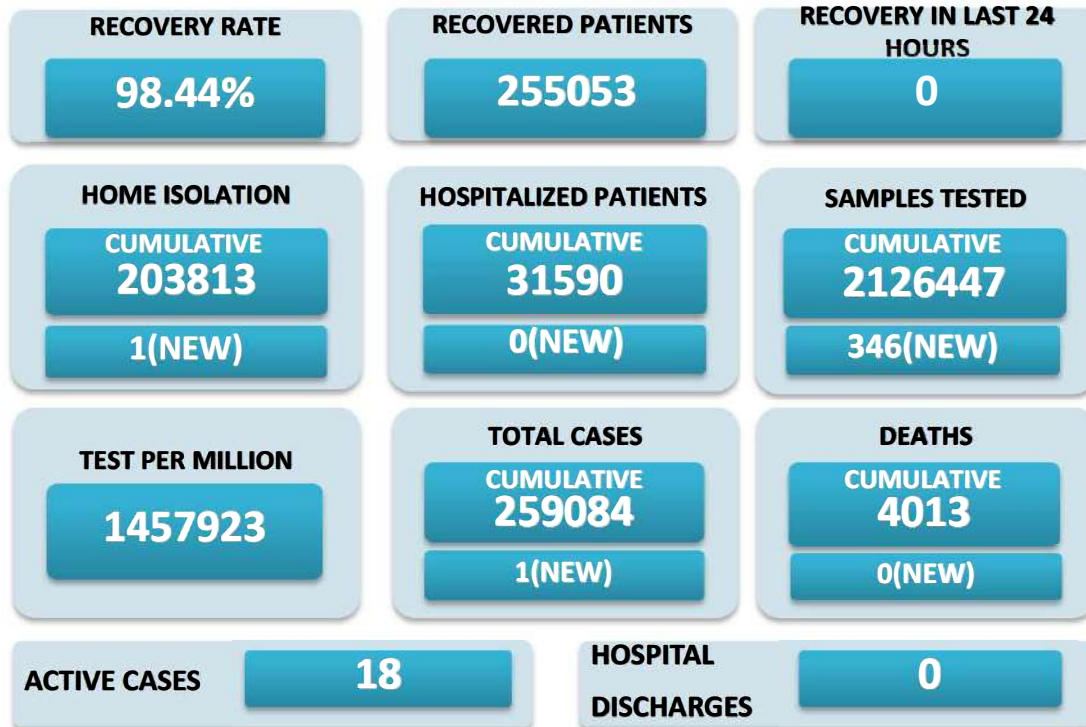 RECOVERY RATE
98.44%
RECOVERED PATIENTS
255053
RECOVERY IN LAST 24
HOURS
0
HOME ISOLATION
CUMULATIVE
203813
1(NEW)
HOSPITALIZED PATIENTS
CUMULATIVE
31590
0(NEW)
SAMPLES TESTED
CUMULATIVE
2126447
346(NEW)
TEST PER MILLION
1457923
TOTAL CASES
CUMULATIVE
259084
1(NEW)
DEATHS
CUMULATIVE
4013
0(NEW)
ACTIVE CASES
18
HOSPITAL
DISCHARGES
0